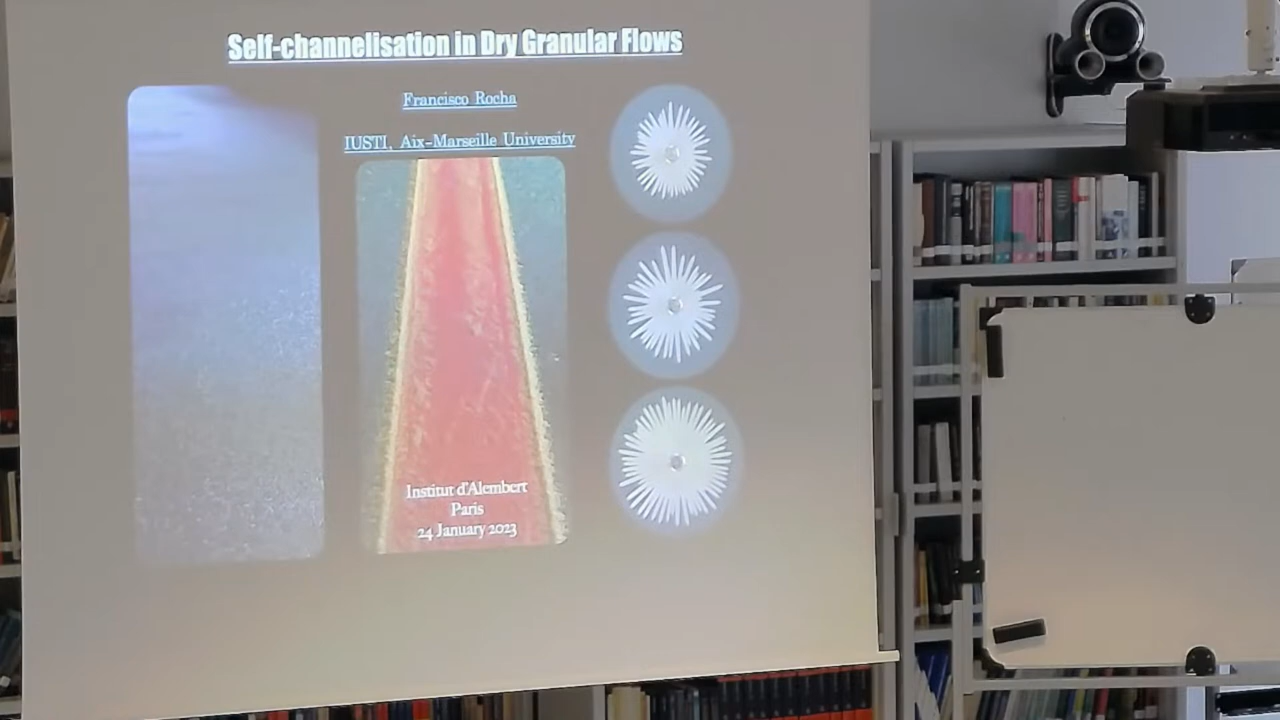 Self-channelisation in Dry Granular Flows
Francisco Rocha
IUSTI, Aix-Marseille University
Institut d'Alembert
Paris
24 January 2023